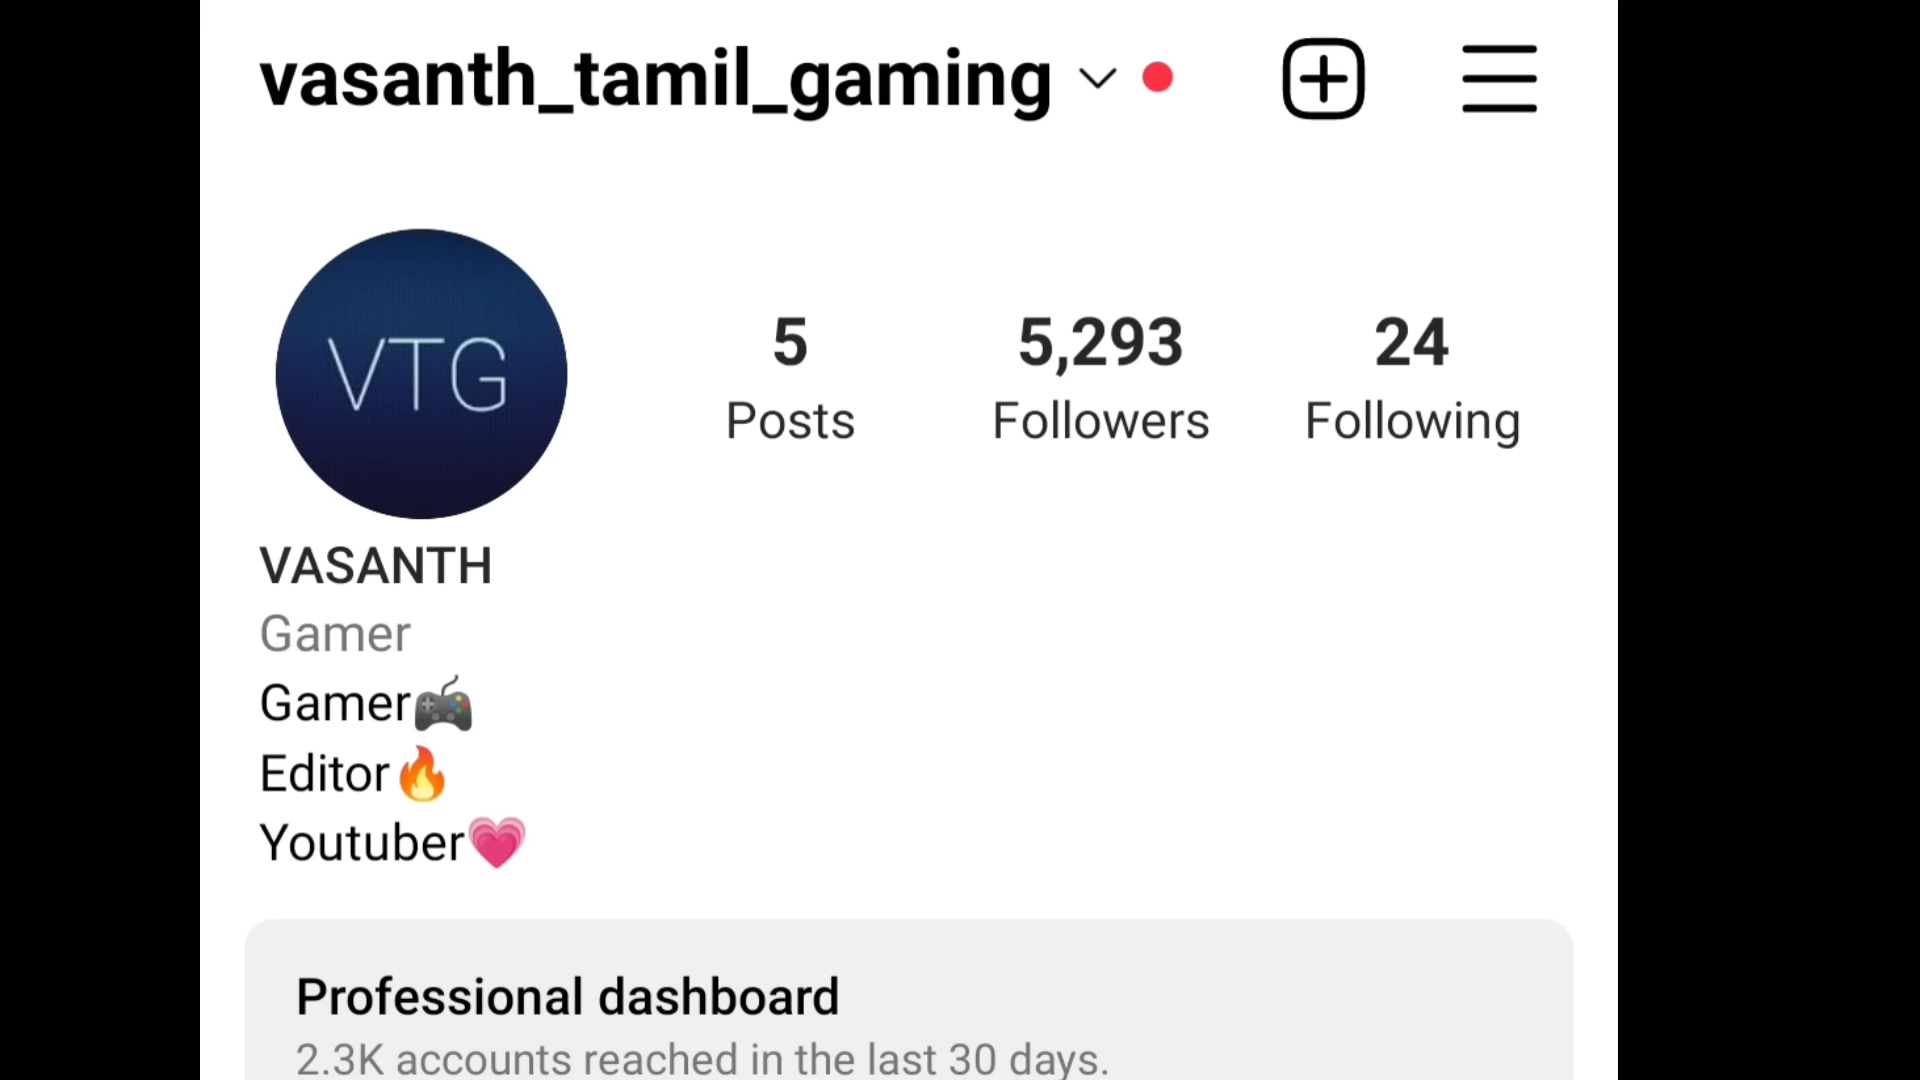 vasanth_tamil_gaming
VTG
5 5,293 24
Posts Followers Following
VASANTH
Gamer
Gamer🎮
Editor🔥
Youtuber💗
Professional dashboard
2.3K accounts reached in the last 30 days.